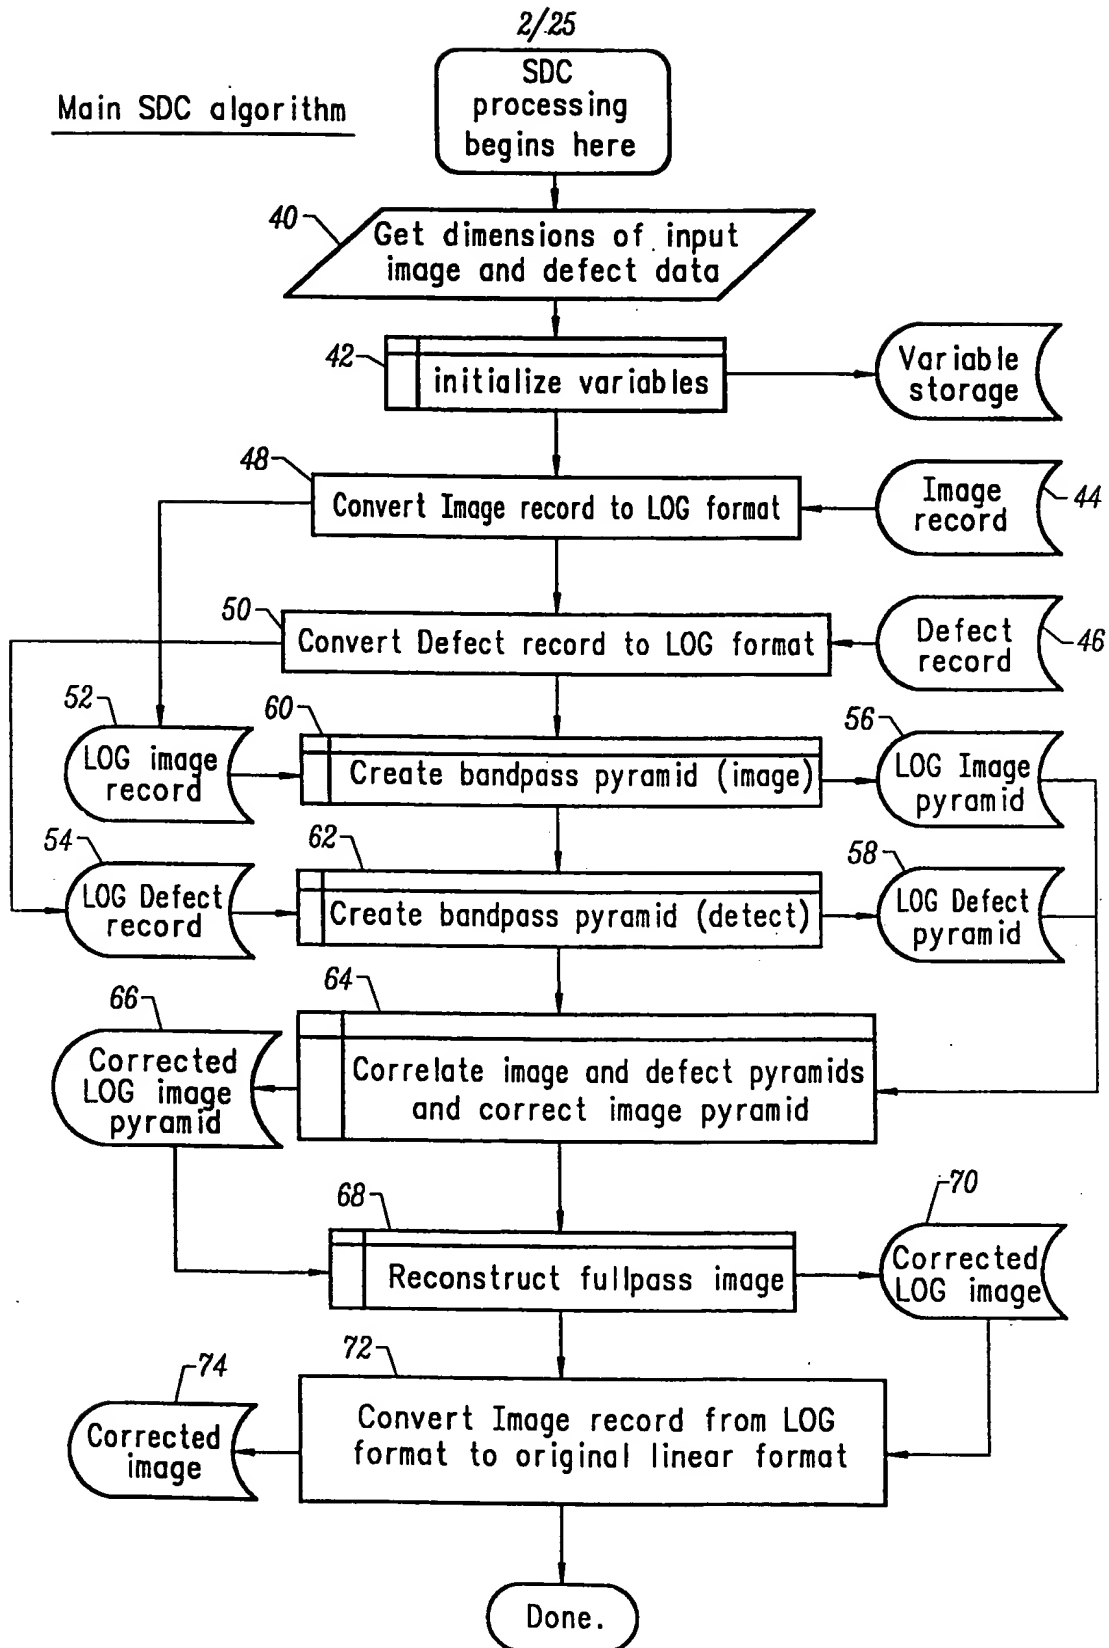 2/25
Main SDC algorithm
SDC
processing
begins here
40
Get dimensions of input
image and defect data
42
initialize variables
Variable
storage
48
Convert Image record to LOG format
Image
record
44
50
Convert Defect record to LOG format
Defect
record
46
52
LOG image
record
60
Create bandpass pyramid (image)
56
LOG Image
pyramid
54
LOG Defect
record
62
Create bandpass pyramid (detect)
58
LOG Defect
pyramid
66
Corrected
LOG image
pyramid
64
Correlate image and defect pyramids
and correct image pyramid
68
Reconstruct fullpass image
70
Corrected
LOG image
74
Corrected
image
72
Convert Image record from LOG
format to original linear format
Done.